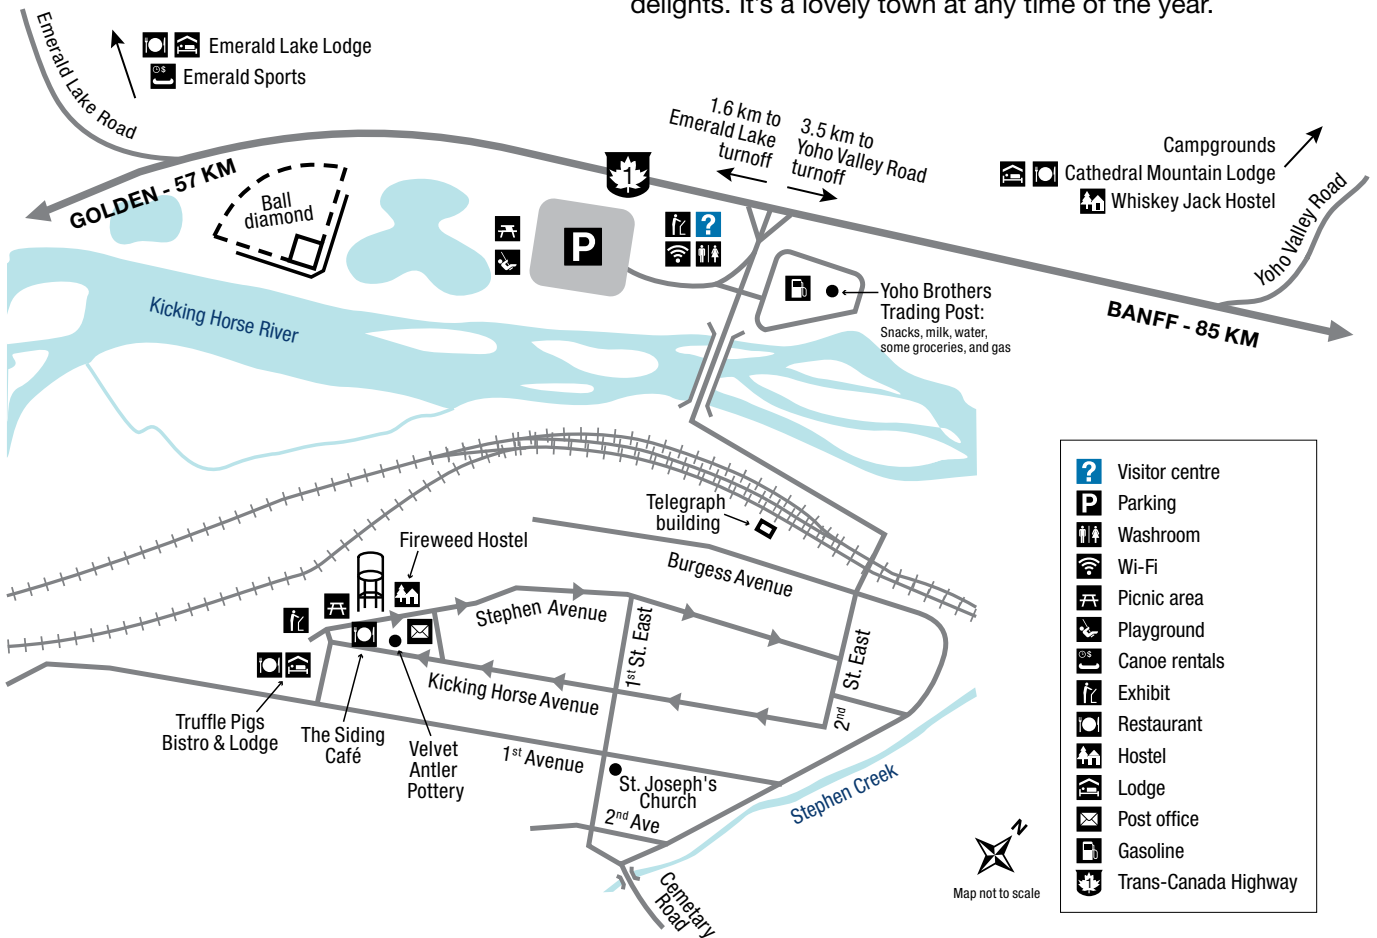 delights. It's a lovely town at any time of the year.
Emerald Lake Road
Emerald Lake Lodge
Emerald Sports
1.6 km to
Emerald Lake
turnoff
3.5 km to
Yoho Valley Road
turnoff
Campgrounds
Cathedral Mountain Lodge
Whiskey Jack Hostel
Yoho Valley Road
GOLDEN - 57 KM
BANFF - 85 KM
1
Ball
diamond
P
?
Kicking Horse River
Yoho Brothers
Trading Post:
Snacks, milk, water,
some groceries, and gas
Telegraph
building
Fireweed Hostel
Burgess Avenue
Stephen Avenue
1st St. East
2nd St. East
Kicking Horse Avenue
Truffle Pigs
Bistro & Lodge
The Siding
Café
Velvet
Antler
Pottery
1st Avenue
St. Joseph's
Church
2nd Ave
Stephen Creek
Cemetary
Road
N
Map not to scale
? Visitor centre
P Parking
Washroom
Wi-Fi
Picnic area
Playground
$ Canoe rentals
Exhibit
Restaurant
Hostel
Lodge
Post office
Gasoline
1 Trans-Canada Highway